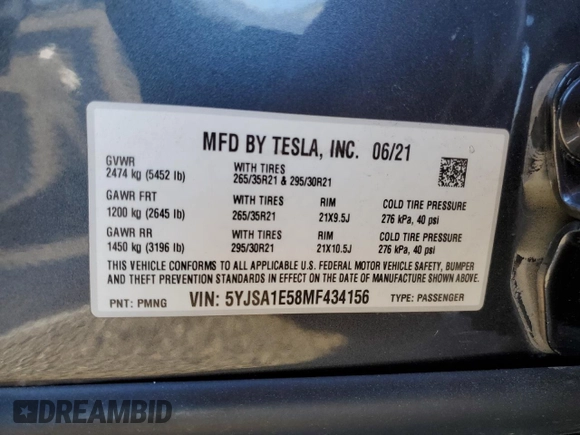 MFD BY TESLA, INC. 06/21
GVWR
2474 kg (5452 lb)
WITH TIRES
265/35R21 & 295/30R21
GAWR FRT
1200 kg (2645 lb)
WITH TIRES
265/35R21
RIM
21X9.5J
COLD TIRE PRESSURE
276 kPa, 40 psi
GAWR RR
1450 kg (3196 lb)
WITH TIRES
295/30R21
RIM
21X10.5J
COLD TIRE PRESSURE
276 kPa, 40 psi
THIS VEHICLE CONFORMS TO ALL APPLICABLE U.S. FEDERAL MOTOR VEHICLE SAFETY, BUMPER
AND THEFT PREVENTION STANDARDS IN EFFECT ON THE DATE OF MANUFACTURE SHOWN ABOVE.
PNT: PMNG VIN: 5YJSA1E58MF434156 TYPE: PASSENGER
DREAMBID